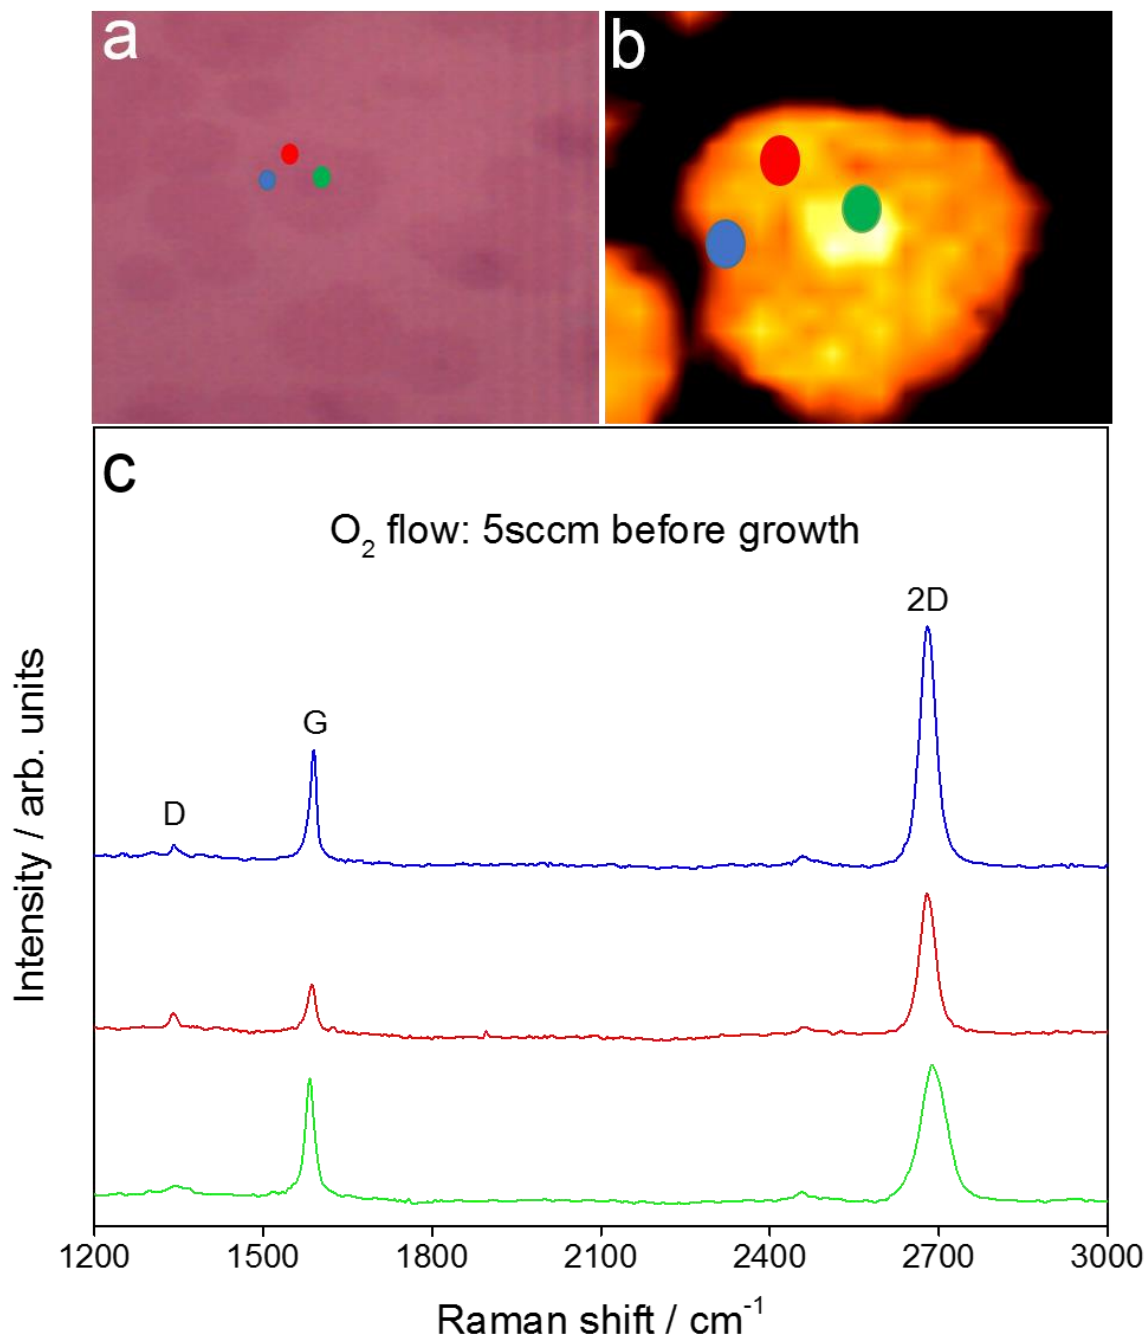 a
b
c
O₂ flow: 5sccm before growth
2D
G
D
Intensity / arb. units
1200 1500 1800 2100 2400 2700 3000
Raman shift / cm⁻¹